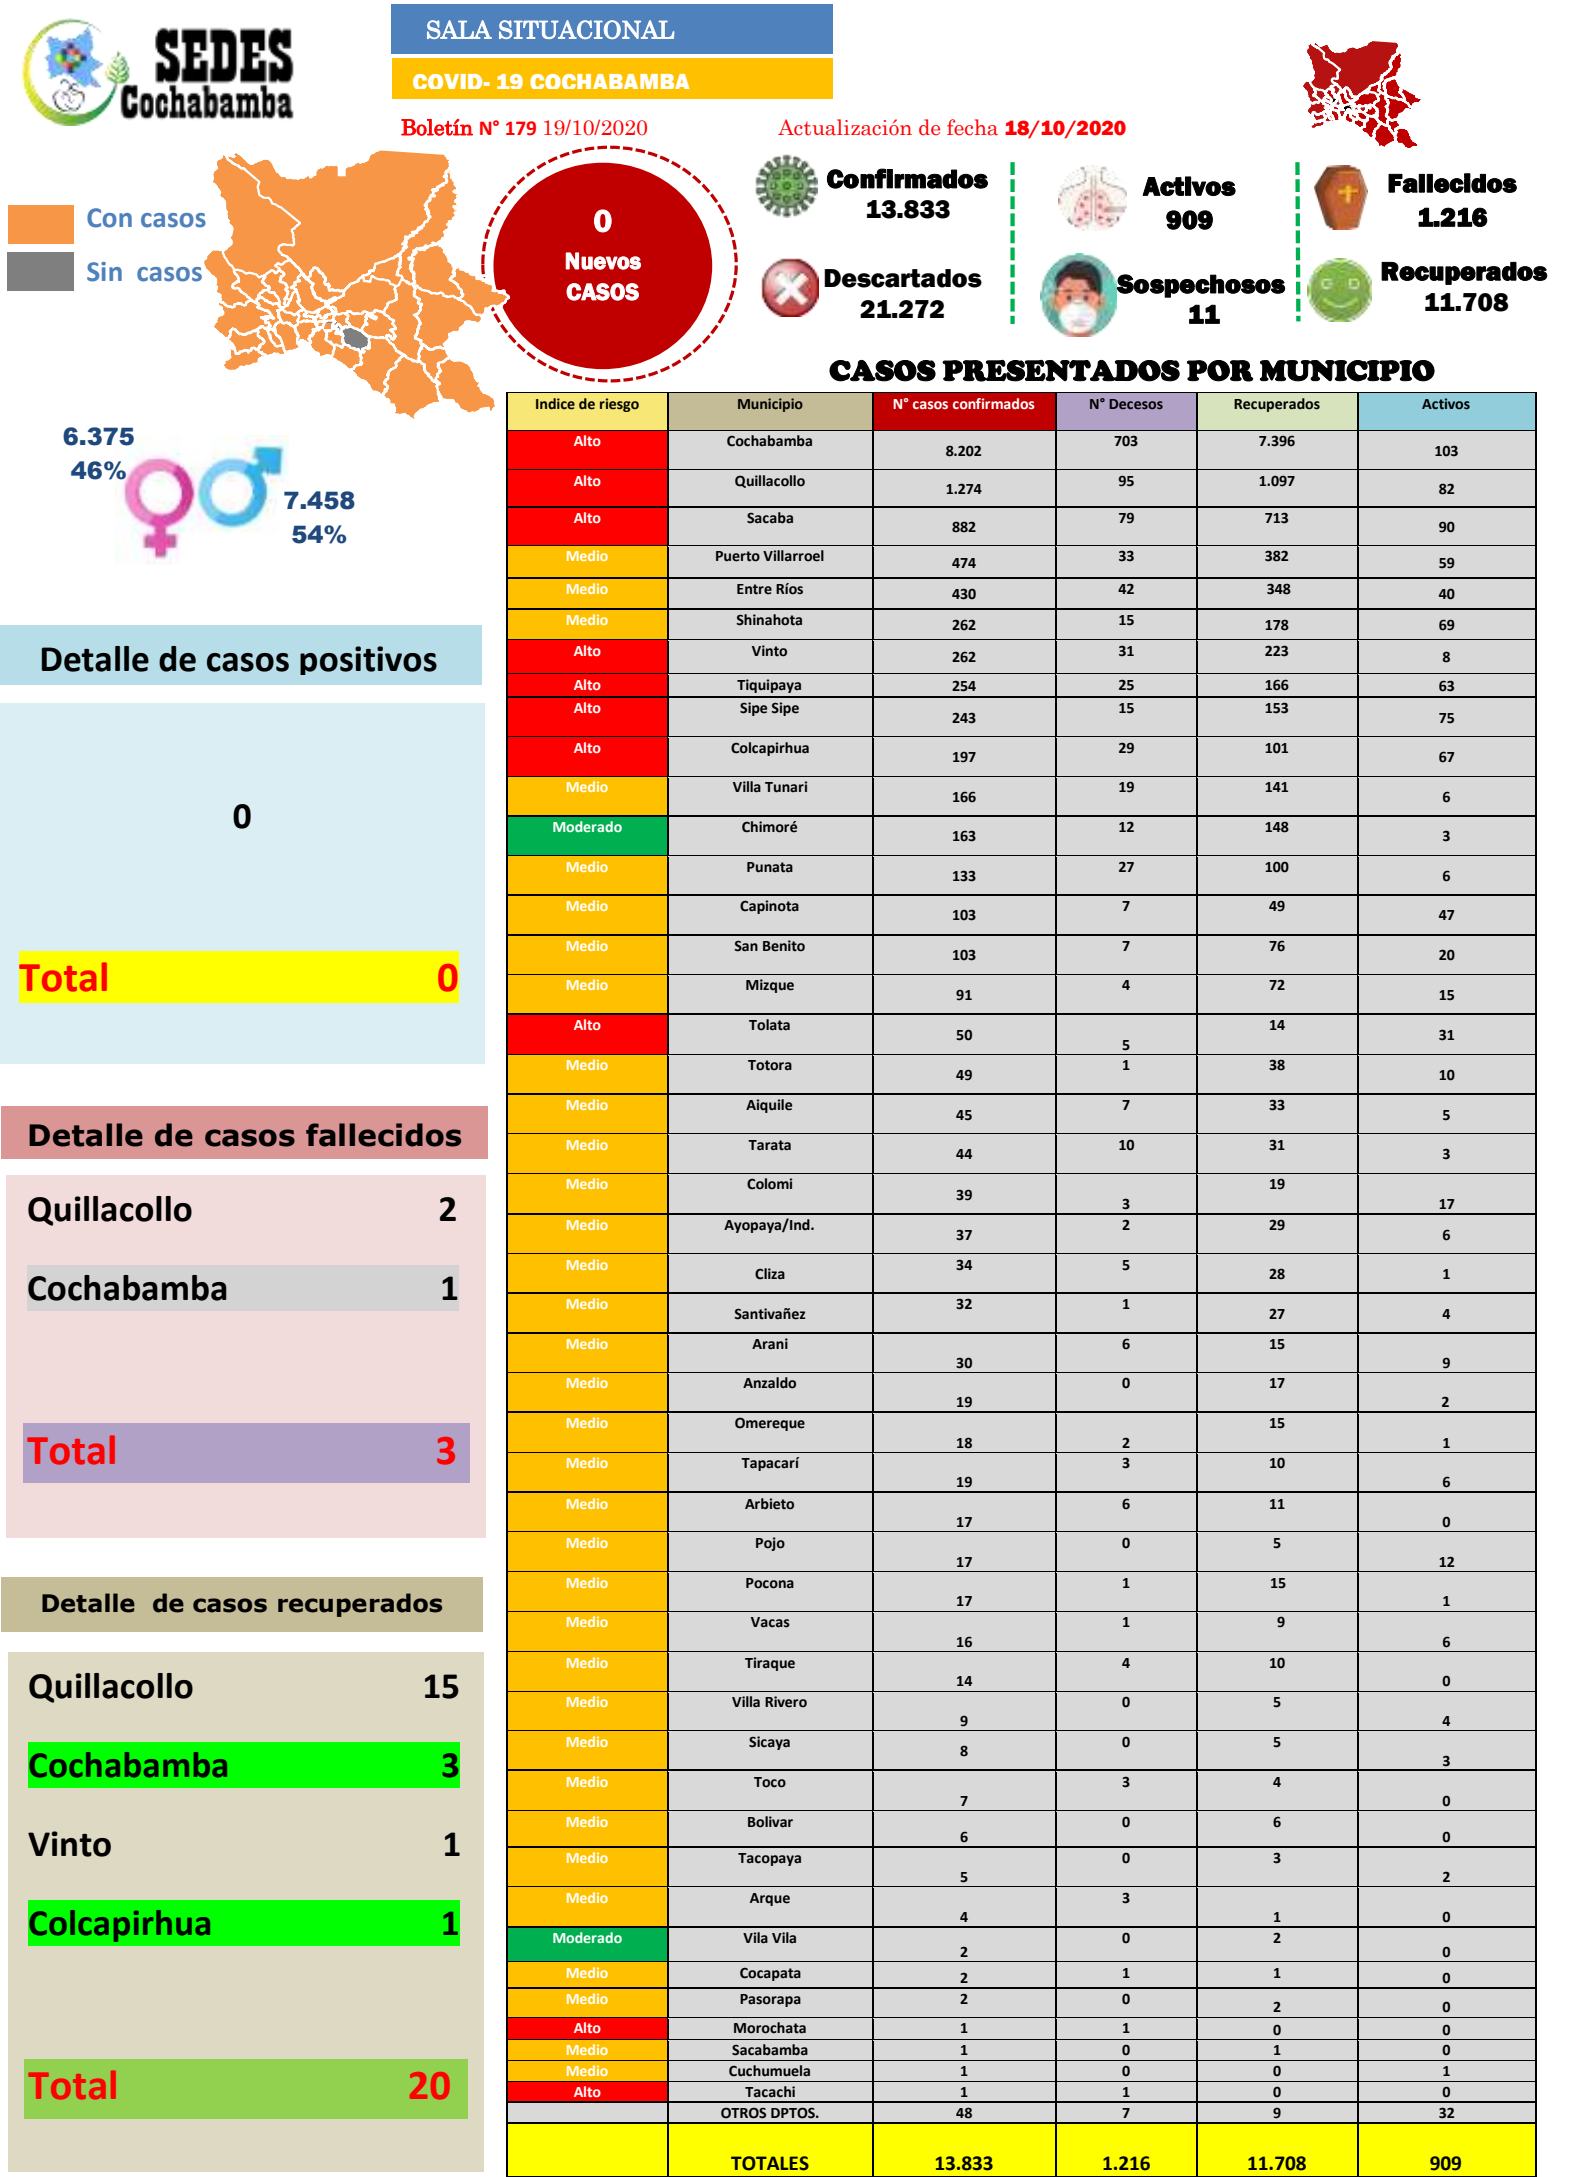 SEDES
Cochabamba
SALA SITUACIONAL
COVID- 19 COCHABAMBA
Boletín N° 179 19/10/2020
Actualización de fecha 18/10/2020
Con casos
Sin casos
0
Nuevos
CASOS
Confirmados
13.833
Activos
909
Fallecidos
1.216
Descartados
21.272
Sospechosos
11
Recuperados
11.708
6.375
46%
7.458
54%
Detalle de casos positivos
0
Total 0
Detalle de casos fallecidos
Quillacollo 2
Cochabamba 1
Total 3
Detalle de casos recuperados
Quillacollo 15
Cochabamba 3
Vinto 1
Colcapirhua 1
Total 20
CASOS PRESENTADOS POR MUNICIPIO
Indice de riesgo Municipio N° casos confirmados N° Decesos Recuperados Activos
Alto Cochabamba 8.202 703 7.396 103
Alto Quillacollo 1.274 95 1.097 82
Alto Sacaba 882 79 713 90
Medio Puerto Villarroel 474 33 382 59
Medio Entre Ríos 430 42 348 40
Medio Shinahota 262 15 178 69
Alto Vinto 262 31 223 8
Alto Tiquipaya 254 25 166 63
Alto Sipe Sipe 243 15 153 75
Alto Colcapirhua 197 29 101 67
Medio Villa Tunari 166 19 141 6
Moderado Chimoré 163 12 148 3
Medio Punata 133 27 100 6
Medio Capinota 103 7 49 47
Medio San Benito 103 7 76 20
Medio Mizque 91 4 72 15
Alto Tolata 50 5 14 31
Medio Totora 49 1 38 10
Medio Aiquile 45 7 33 5
Medio Tarata 44 10 31 3
Medio Colomi 39 3 19 17
Medio Ayopaya/Ind. 37 2 29 6
Medio Cliza 34 5 28 1
Medio Santivañez 32 1 27 4
Medio Arani 30 6 15 9
Medio Anzaldo 19 0 17 2
Medio Omereque 18 2 15 1
Medio Tapacarí 19 3 10 6
Medio Arbieto 17 6 11 0
Medio Pojo 17 0 5 12
Medio Pocona 17 1 15 1
Medio Vacas 16 1 9 6
Medio Tiraque 14 4 10 0
Medio Villa Rivero 9 0 5 4
Medio Sicaya 8 0 5 3
Medio Toco 7 3 4 0
Medio Bolivar 6 0 6 0
Medio Tacopaya 5 0 3 2
Medio Arque 4 3 1 0
Moderado Vila Vila 2 0 2 0
Medio Cocapata 2 1 1 0
Medio Pasorapa 2 0 2 0
Alto Morochata 1 1 0 0
Medio Sacabamba 1 0 1 0
Medio Cuchumuela 1 0 0 1
Alto Tacachi 1 1 0 0
OTROS DPTOS. 48 7 9 32
TOTALES 13.833 1.216 11.708 909